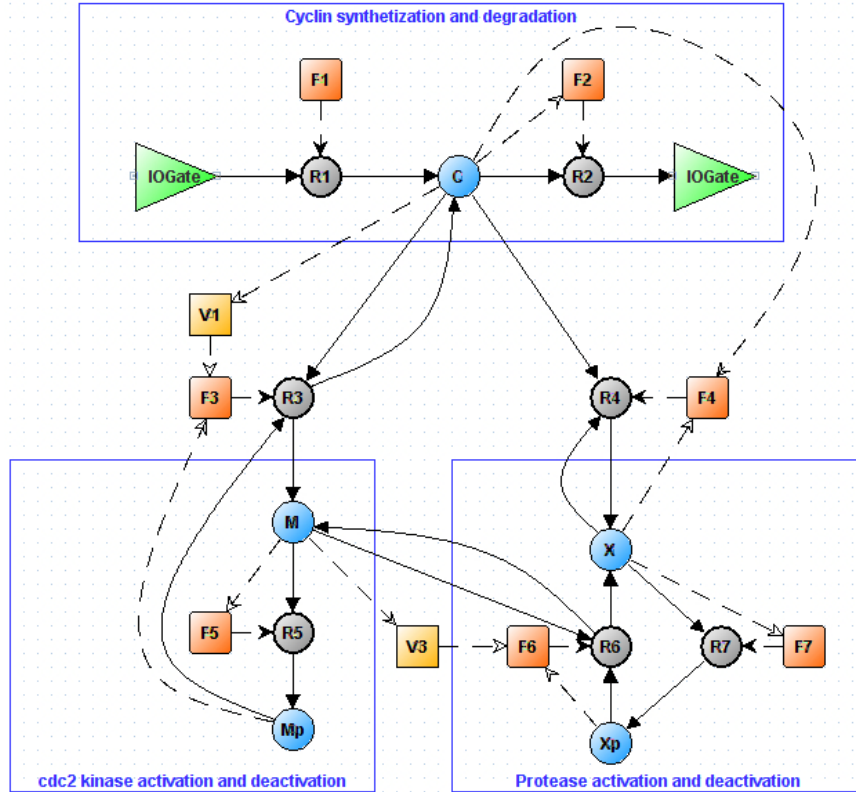 Cyclin synthetization and degradation
F1
F2
IOGate
R1
C
R2
IOGate
V1
F3
R3
R4
F4
M
X
F5
R5
V3
F6
R6
R7
F7
Mp
Xp
cdc2 kinase activation and deactivation
Protease activation and deactivation